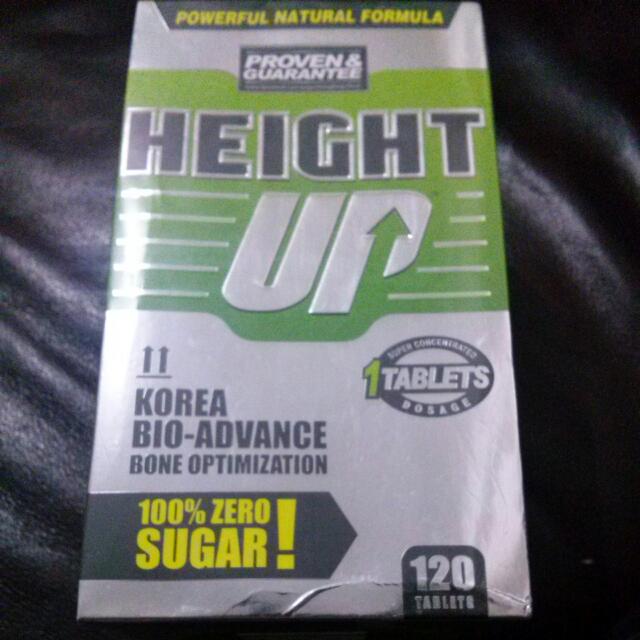 POWERFUL NATURAL FORMULA
PROVEN &
GUARANTEE
HEIGHT
UP
SUPER CONCENTRATED
1 TABLETS
DOSAGE
KOREA
BIO-ADVANCE
BONE OPTIMIZATION
100% ZERO
SUGAR!
120
TABLETS